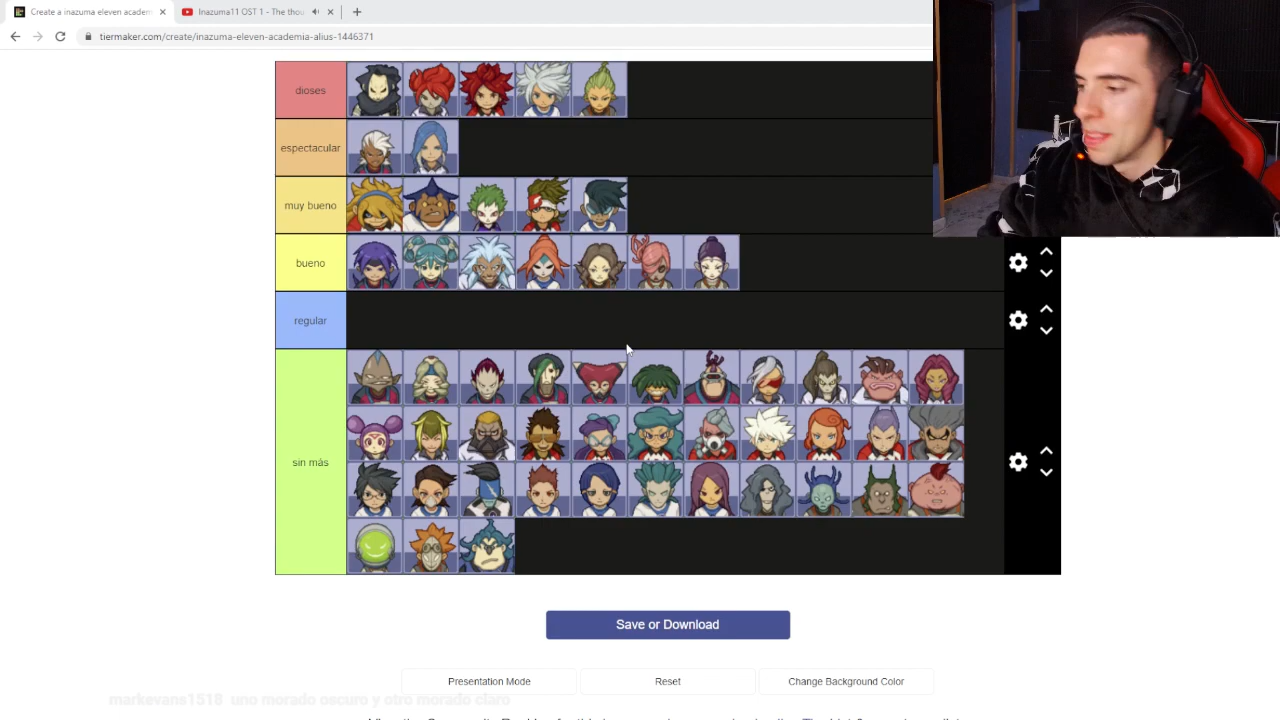 Create a inazuma eleven academ
Inazuma11 OST 1 - The thou
tiermaker.com/create/inazuma-eleven-academia-alius-1446371
dioses
espectacular
muy bueno
bueno
regular
sin más
Save or Download
Presentation Mode
Reset
Change Background Color
markevans1518 uno morado oscuro y otro morado claro